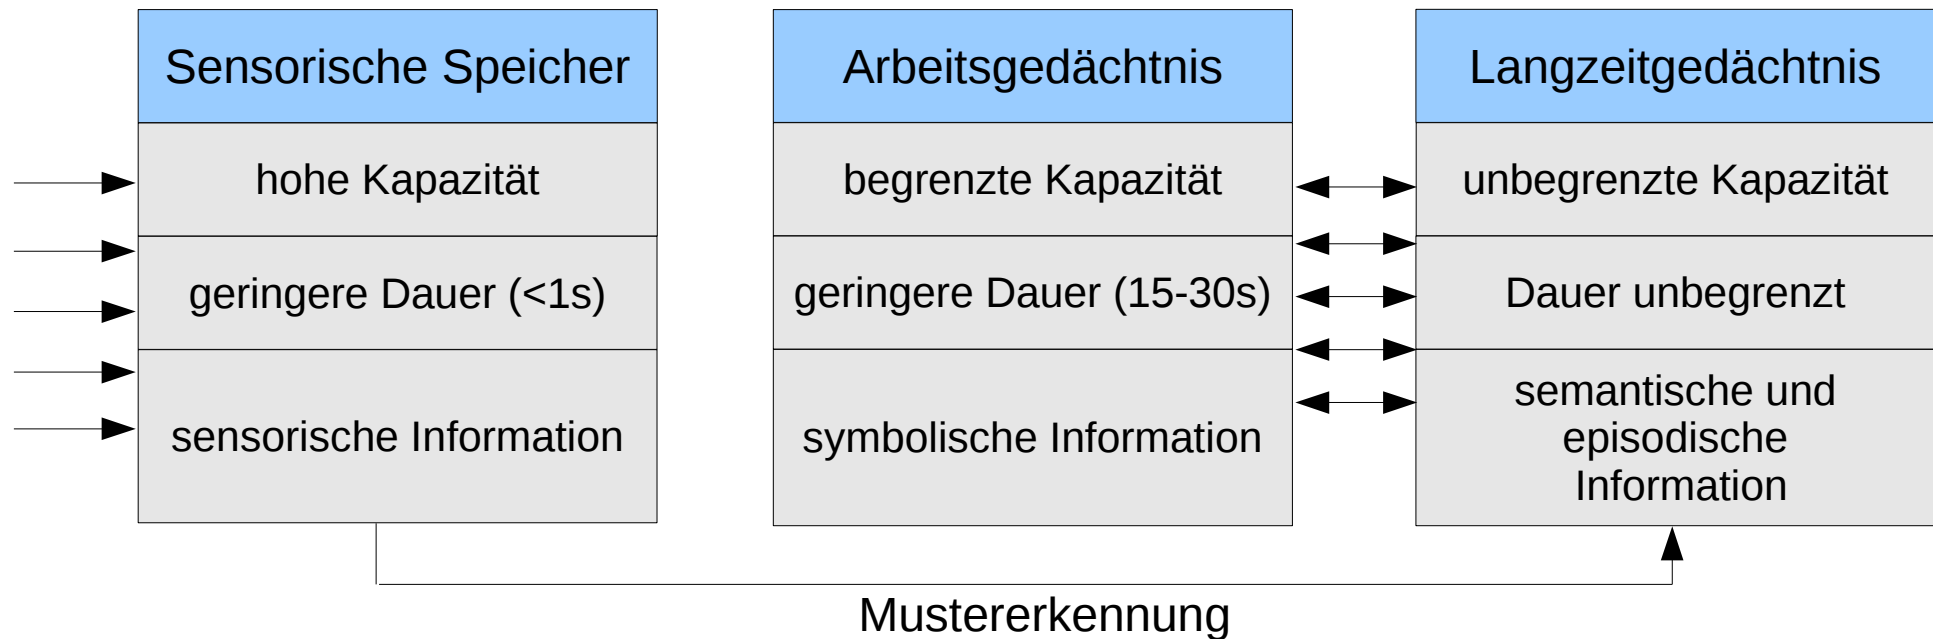 Sensorische Speicher
hohe Kapazität
geringere Dauer (<1s)
sensorische Information
Arbeitsgedächtnis
begrenzte Kapazität
geringere Dauer (15-30s)
symbolische Information
Langzeitgedächtnis
unbegrenzte Kapazität
Dauer unbegrenzt
semantische und
episodische
Information
Mustererkennung